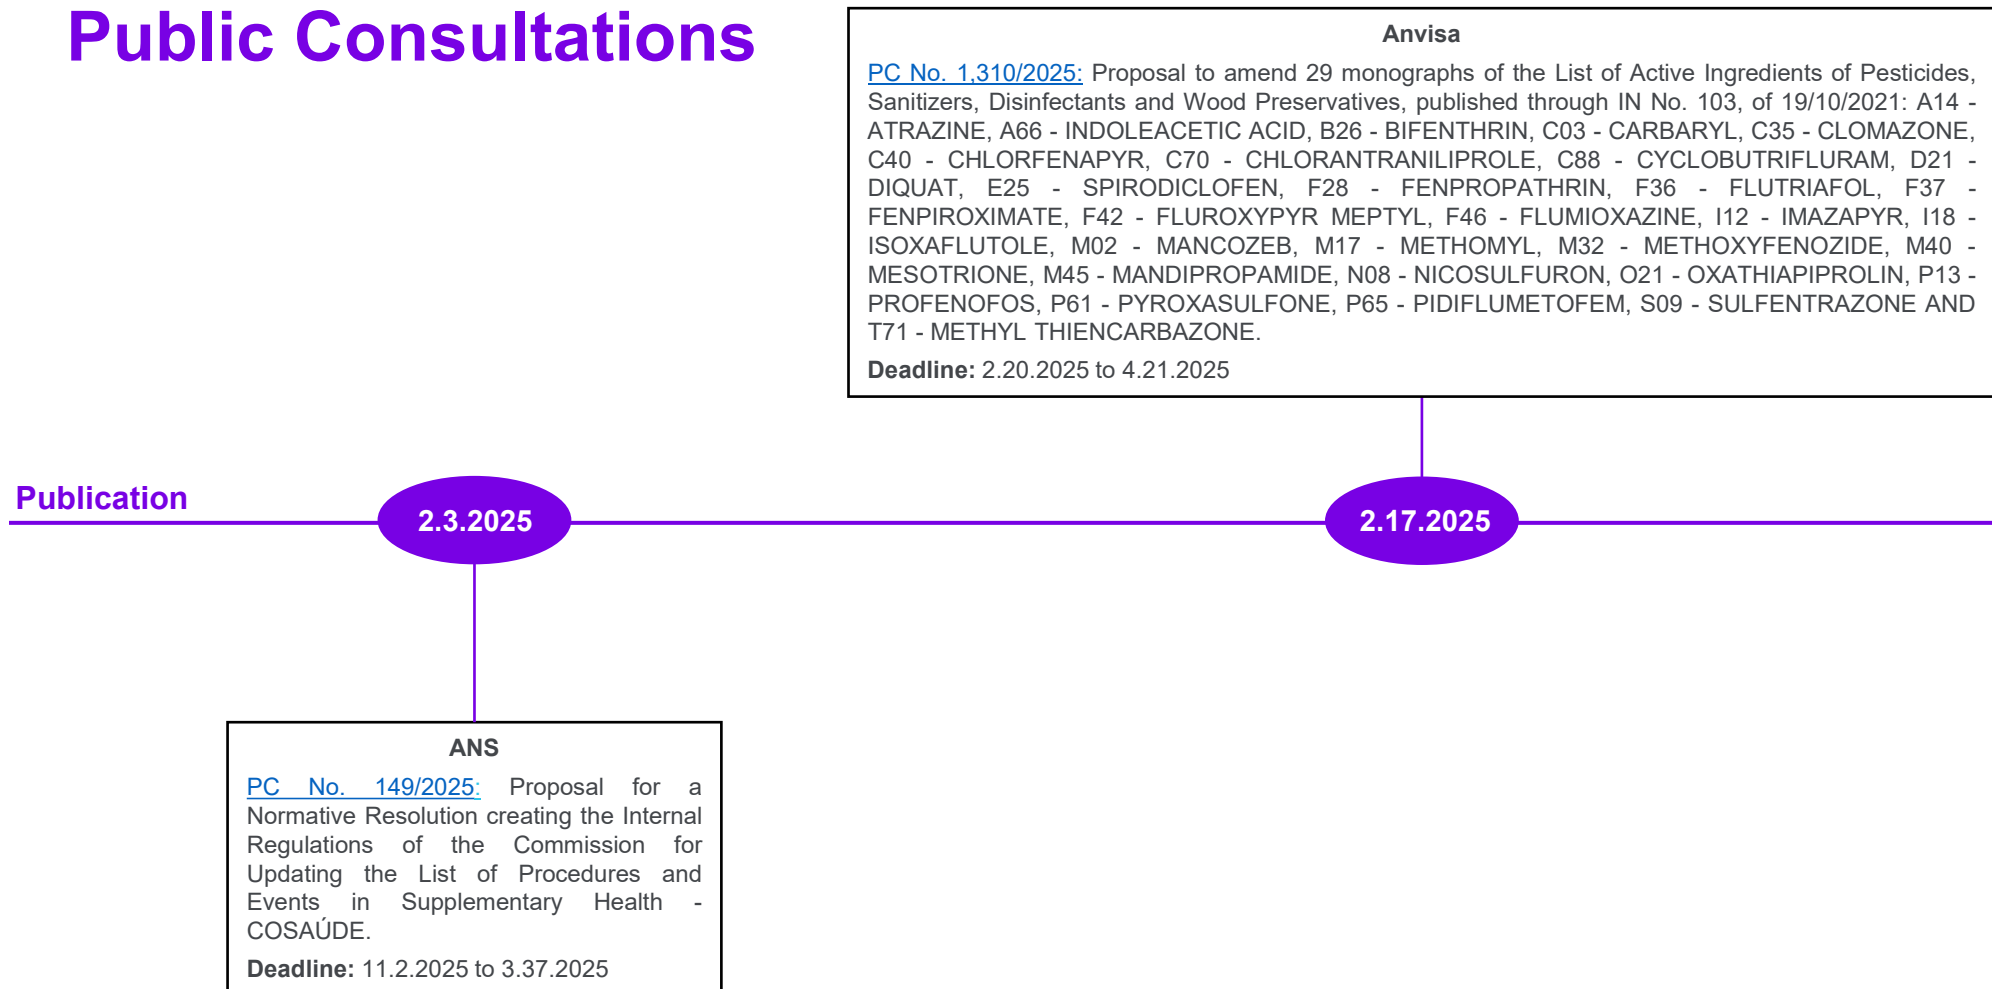 Public Consultations
Anvisa
PC No. 1,310/2025: Proposal to amend 29 monographs of the List of Active Ingredients of Pesticides,
Sanitizers, Disinfectants and Wood Preservatives, published through IN No. 103, of 19/10/2021: A14 -
ATRAZINE, A66 - INDOLEACETIC ACID, B26 - BIFENTHRIN, C03 - CARBARYL, C35 - CLOMAZONE,
C40 - CHLORFENAPYR, C70 - CHLORANTRANILIPROLE, C88 - CYCLOBUTRIFLURAM, D21 -
DIQUAT, E25 - SPIRODICLOFEN, F28 - FENPROPATHRIN, F36 - FLUTRIAFOL, F37 -
FENPIROXIMATE, F42 - FLUROXYPYR MEPTYL, F46 - FLUMIOXAZINE, I12 - IMAZAPYR, I18 -
ISOXAFLUTOLE, M02 - MANCOZEB, M17 - METHOMYL, M32 - METHOXYFENOZIDE, M40 -
MESOTRIONE, M45 - MANDIPROPAMIDE, N08 - NICOSULFURON, O21 - OXATHIAPIPROLIN, P13 -
PROFENOFOS, P61 - PYROXASULFONE, P65 - PIDIFLUMETOFEM, S09 - SULFENTRAZONE AND
T71 - METHYL THIENCARBAZONE.
Deadline: 2.20.2025 to 4.21.2025
Publication
2.3.2025
2.17.2025
ANS
PC No. 149/2025: Proposal for a
Normative Resolution creating the Internal
Regulations of the Commission for
Updating the List of Procedures and
Events in Supplementary Health -
COSAÚDE.
Deadline: 11.2.2025 to 3.37.2025